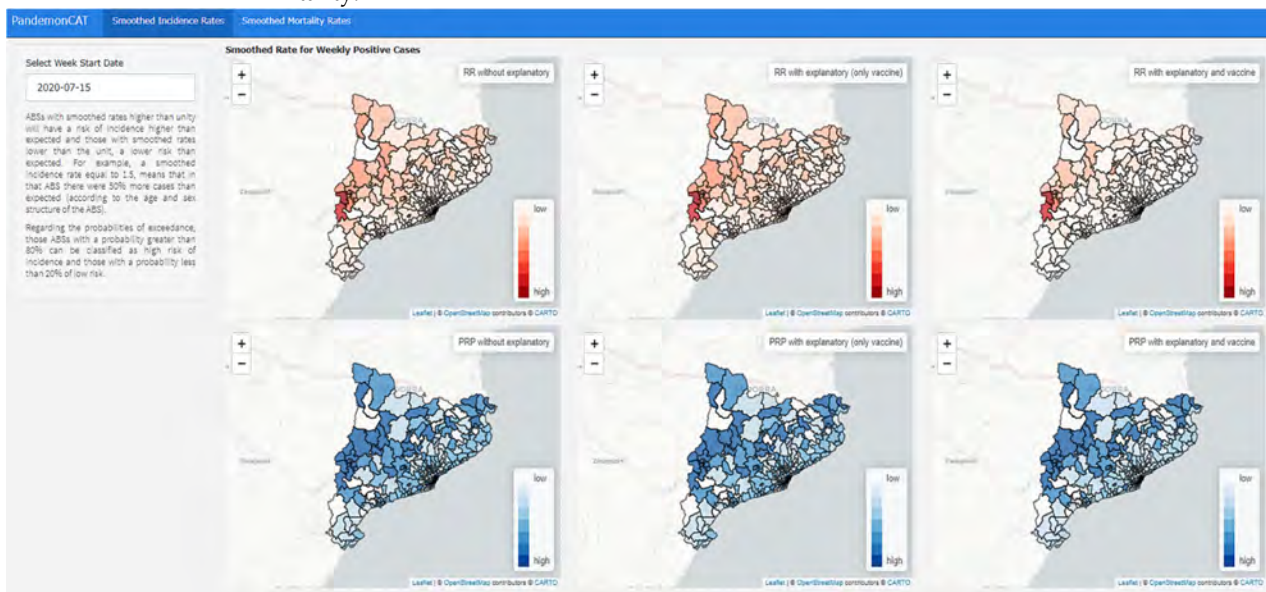 PandemonCAT Smoothed Incidence Rates Smoothed Mortality Rates
Select Week Start Date
2020-07-15
ABSs with smoothed rates higher than unity
will have a risk of incidence higher than
expected and those with smoothed rates
lower than the unit, a lower risk than
expected. For example, a smoothed
incidence rate equal to 1.5, means that in
that ABS there were 50% more cases than
expected (according to the age and sex
structure of the ABS).
Regarding the probabilities of exceedance,
those ABSs with a probability greater than
80% can be classified as high risk of
incidence and those with a probability less
than 20% of low risk.
Smoothed Rate for Weekly Positive Cases
+
−
RR without explanatory
low
high
Leaflet | © OpenStreetMap contributors © CARTO
+
−
RR with explanatory (only vaccine)
low
high
Leaflet | © OpenStreetMap contributors © CARTO
+
−
RR with explanatory and vaccine
low
high
Leaflet | © OpenStreetMap contributors © CARTO
+
−
PRP without explanatory
low
high
Leaflet | © OpenStreetMap contributors © CARTO
+
−
PRP with explanatory (only vaccine)
low
high
Leaflet | © OpenStreetMap contributors © CARTO
+
−
PRP with explanatory and vaccine
low
high
Leaflet | © OpenStreetMap contributors © CARTO